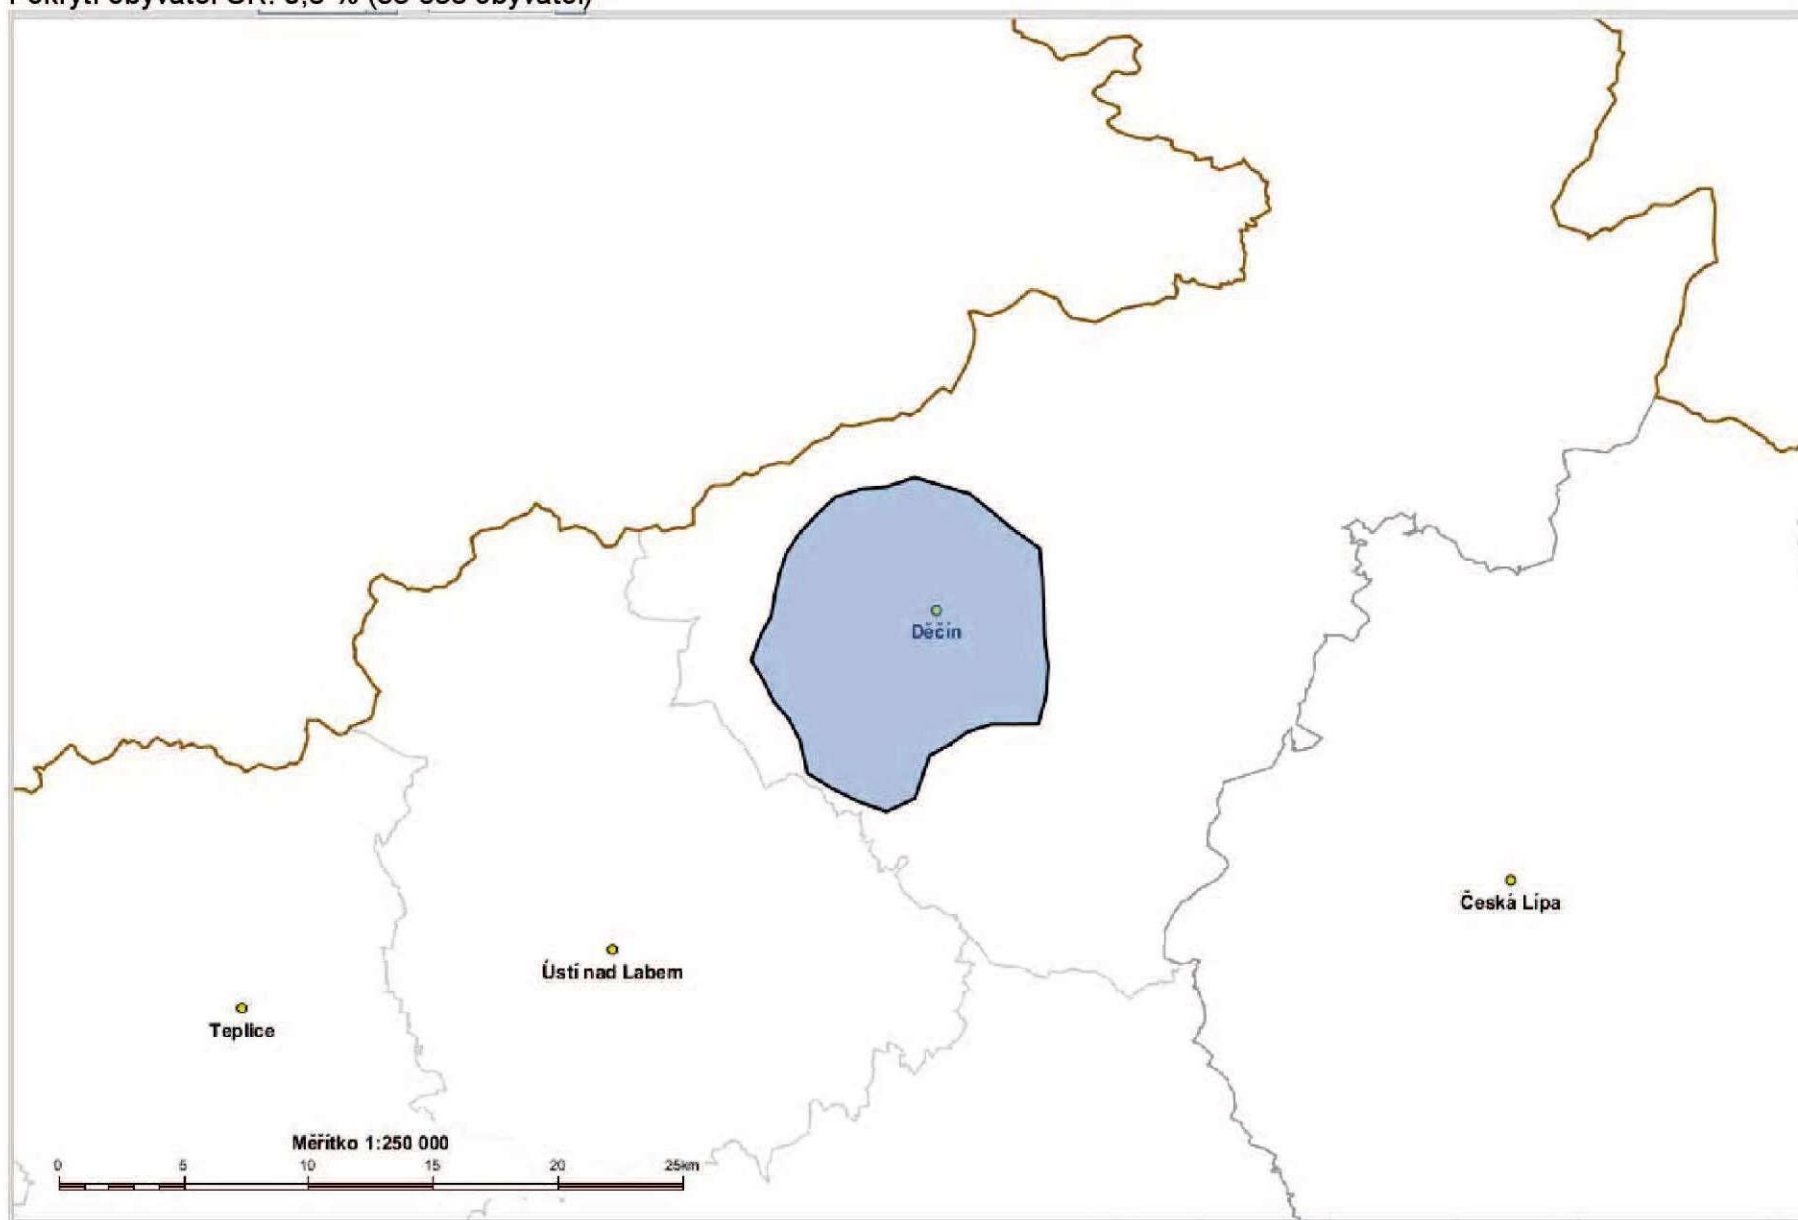 Děčín
Česká Lípa
Ústí nad Labem
Teplice
Měřítko 1:250 000
0 5 10 15 20 25km